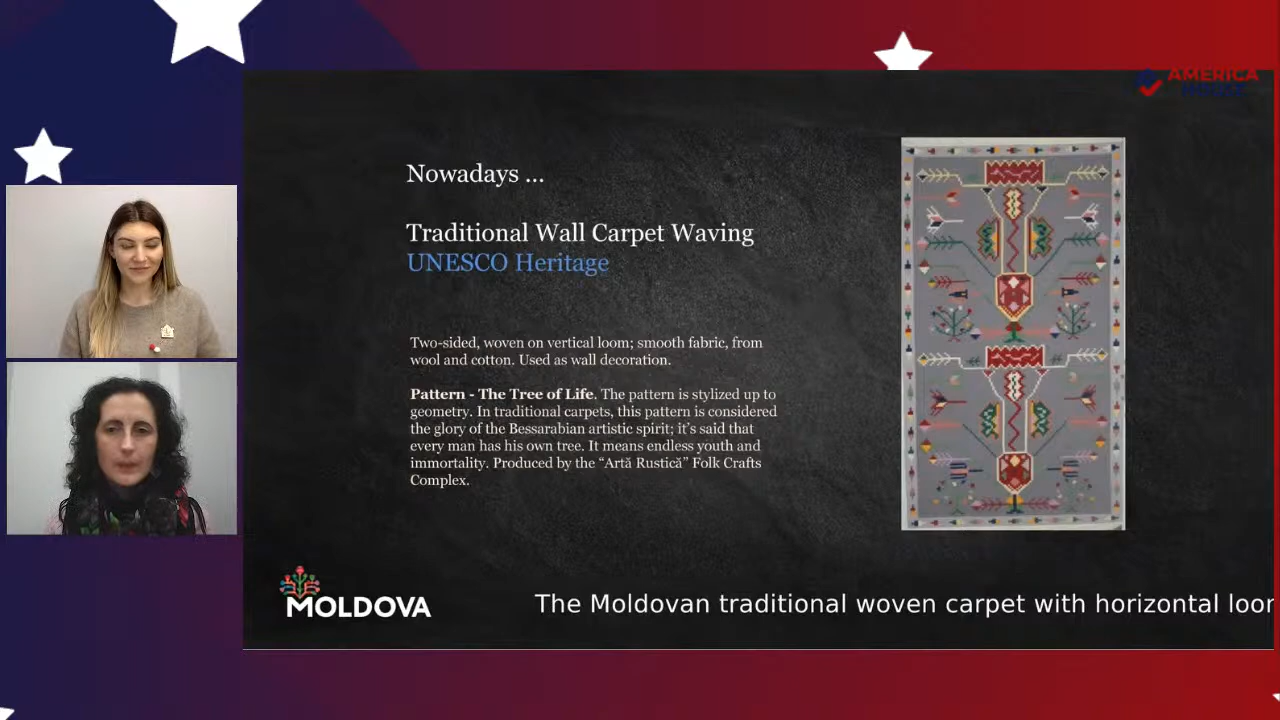 AMERICA
HOUSE
Nowadays ...
Traditional Wall Carpet Waving
UNESCO Heritage
Two-sided, woven on vertical loom; smooth fabric, from
wool and cotton. Used as wall decoration.
Pattern - The Tree of Life. The pattern is stylized up to
geometry. In traditional carpets, this pattern is considered
the glory of the Bessarabian artistic spirit; it’s said that
every man has his own tree. It means endless youth and
immortality. Produced by the “Artă Rustică” Folk Crafts
Complex.
MOLDOVA
The Moldovan traditional woven carpet with horizontal